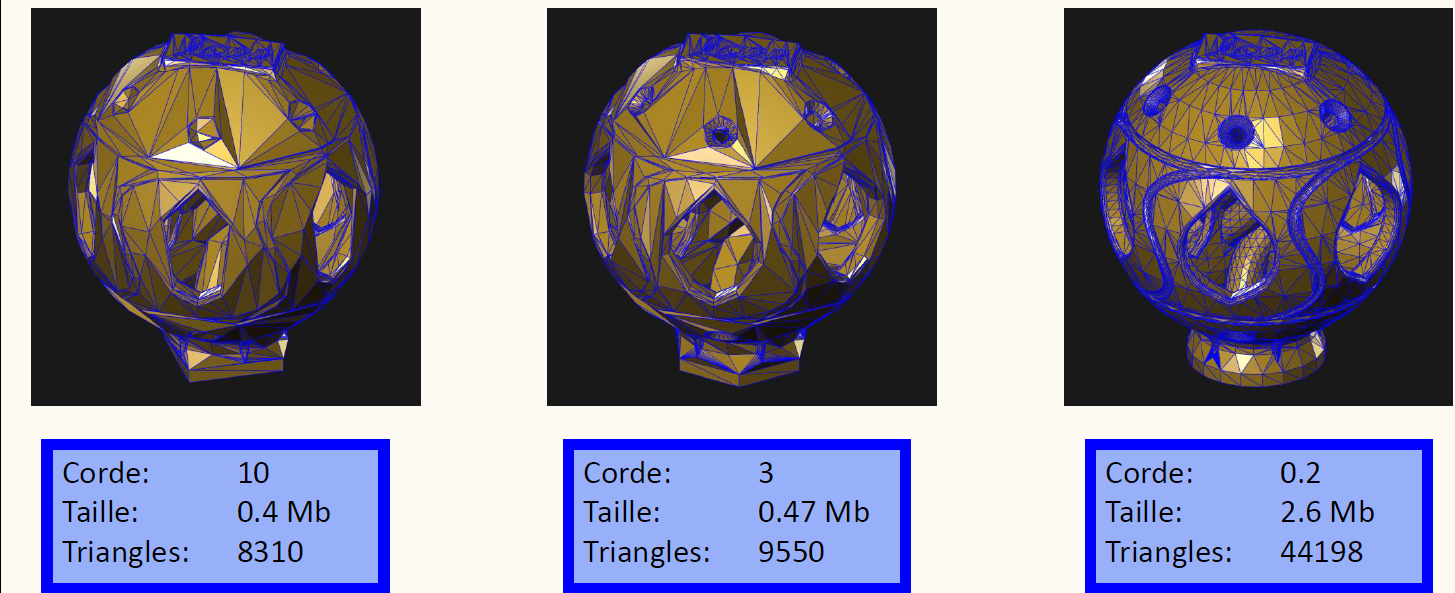 Corde: 10
Taille: 0.4 Mb
Triangles: 8310
Corde: 3
Taille: 0.47 Mb
Triangles: 9550
Corde: 0.2
Taille: 2.6 Mb
Triangles: 44198